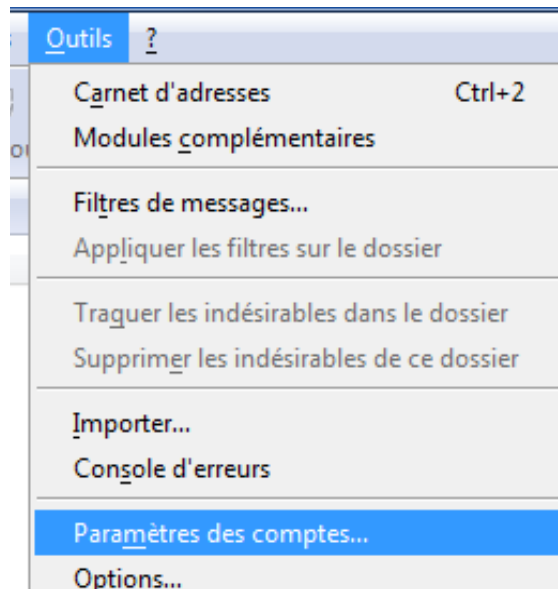 Outils ?
Carnet d'adresses Ctrl+2
Modules complémentaires
Filtres de messages...
Appliquer les filtres sur le dossier
Traquer les indésirables dans le dossier
Supprimer les indésirables de ce dossier
Importer...
Console d'erreurs
Paramètres des comptes...
Options...